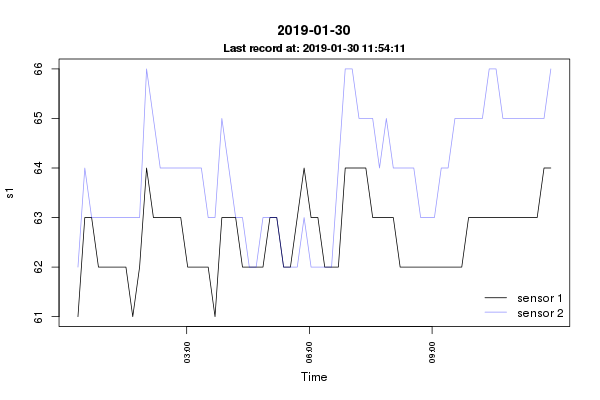 2019-01-30
Last record at: 2019-01-30 11:54:11
66
65
64
63
62
61
s1
sensor 1
sensor 2
03:00
06:00
09:00
Time